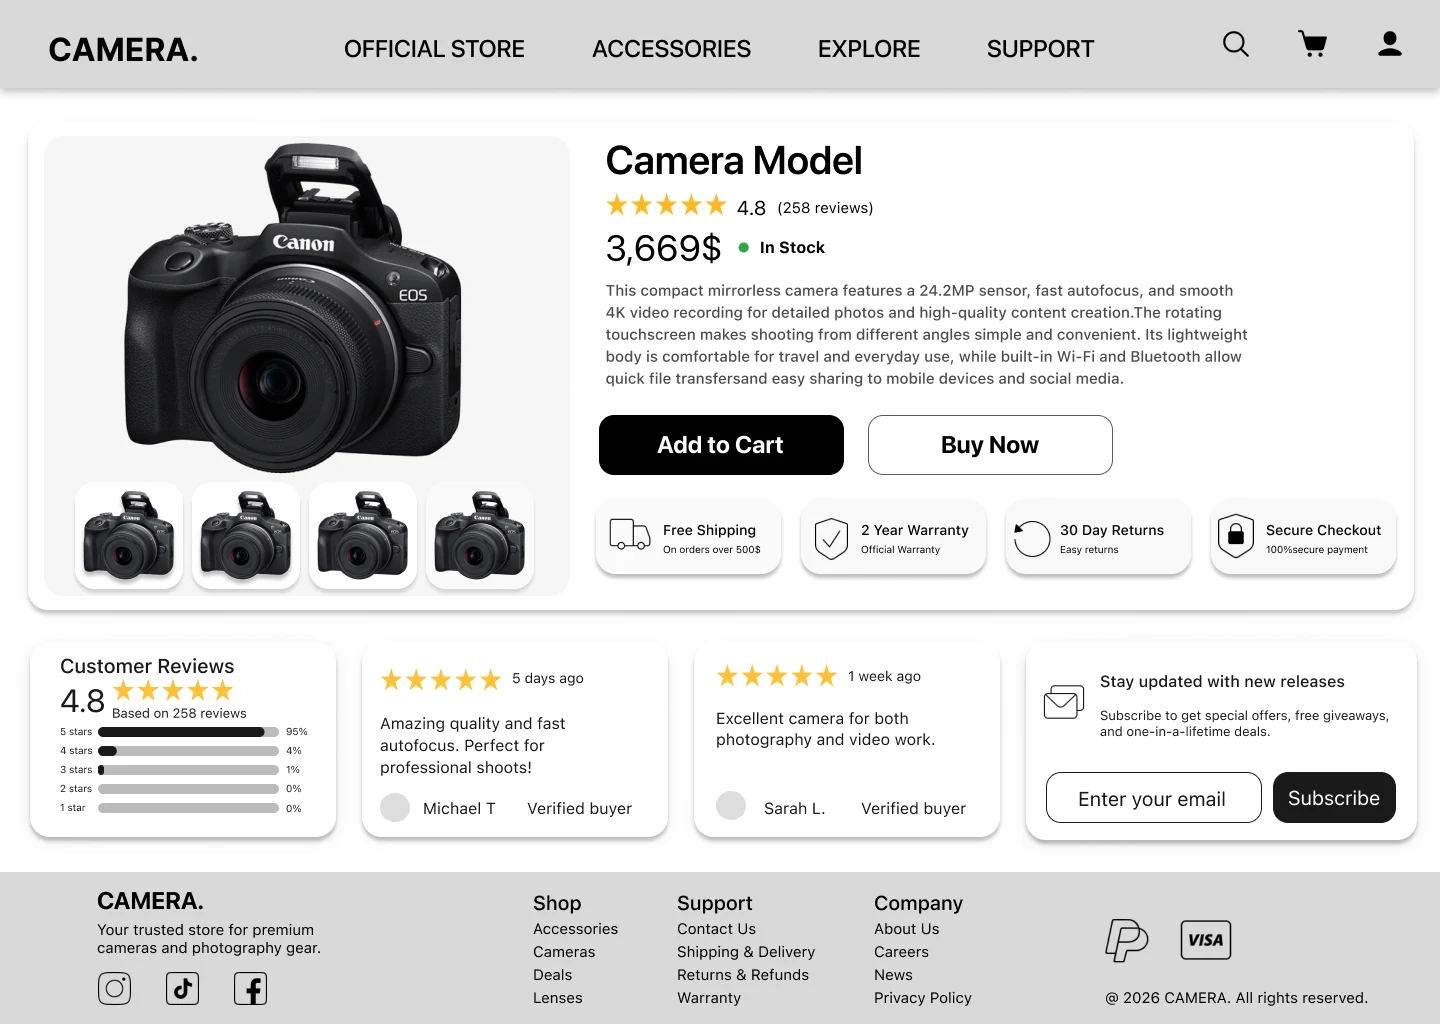 CAMERA.
OFFICIAL STORE
ACCESSORIES
EXPLORE
SUPPORT
Canon
EOS
Camera Model
4.8 (258 reviews)
3,669$
In Stock
This compact mirrorless camera features a 24.2MP sensor, fast autofocus, and smooth
4K video recording for detailed photos and high-quality content creation.The rotating
touchscreen makes shooting from different angles simple and convenient. Its lightweight
body is comfortable for travel and everyday use, while built-in Wi-Fi and Bluetooth allow
quick file transfersand easy sharing to mobile devices and social media.
Add to Cart
Buy Now
Canon
Canon
Canon
Canon
Free Shipping
On orders over 500$
2 Year Warranty
Official Warranty
30 Day Returns
Easy returns
Secure Checkout
100%secure payment
Customer Reviews
4.8
Based on 258 reviews
5 stars 95%
4 stars 4%
3 stars 1%
2 stars 0%
1 star 0%
5 days ago
Amazing quality and fast
autofocus. Perfect for
professional shoots!
Michael T Verified buyer
1 week ago
Excellent camera for both
photography and video work.
Sarah L. Verified buyer
Stay updated with new releases
Subscribe to get special offers, free giveaways,
and one-in-a-lifetime deals.
Enter your email
Subscribe
CAMERA.
Your trusted store for premium
cameras and photography gear.
Shop
Accessories
Cameras
Deals
Lenses
Support
Contact Us
Shipping & Delivery
Returns & Refunds
Warranty
Company
About Us
Careers
News
Privacy Policy
VISA
@ 2026 CAMERA. All rights reserved.